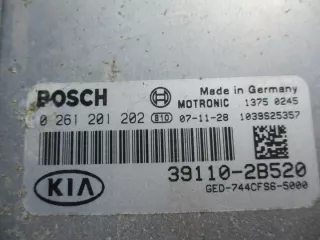 BOSCH
Made in Germany
MOTRONIC 1375 0245
0 261 201 202 810 07-11-28 1039S25357
39110-2B520
KIA
GED-744CFS6-5000